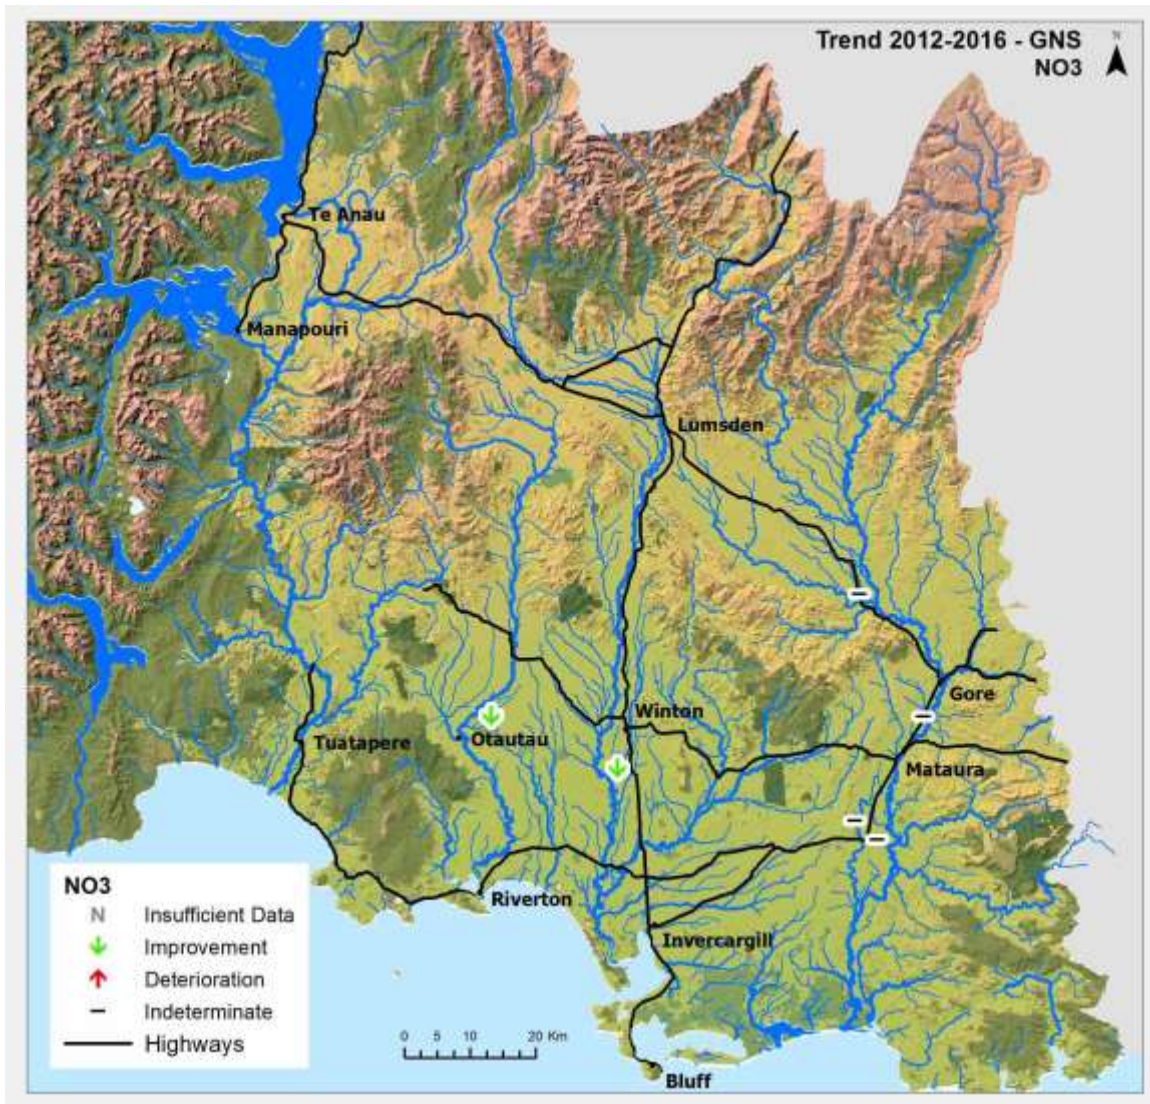 Trend 2012-2016 - GNS
NO3
N
Te Anau
Manapouri
Lumsden
Gore
Winton
Otautau
Tuatapere
Mataura
Riverton
Invercargill
Bluff
NO3
N Insufficient Data
Improvement
Deterioration
Indeterminate
Highways
0 5 10 20 Km